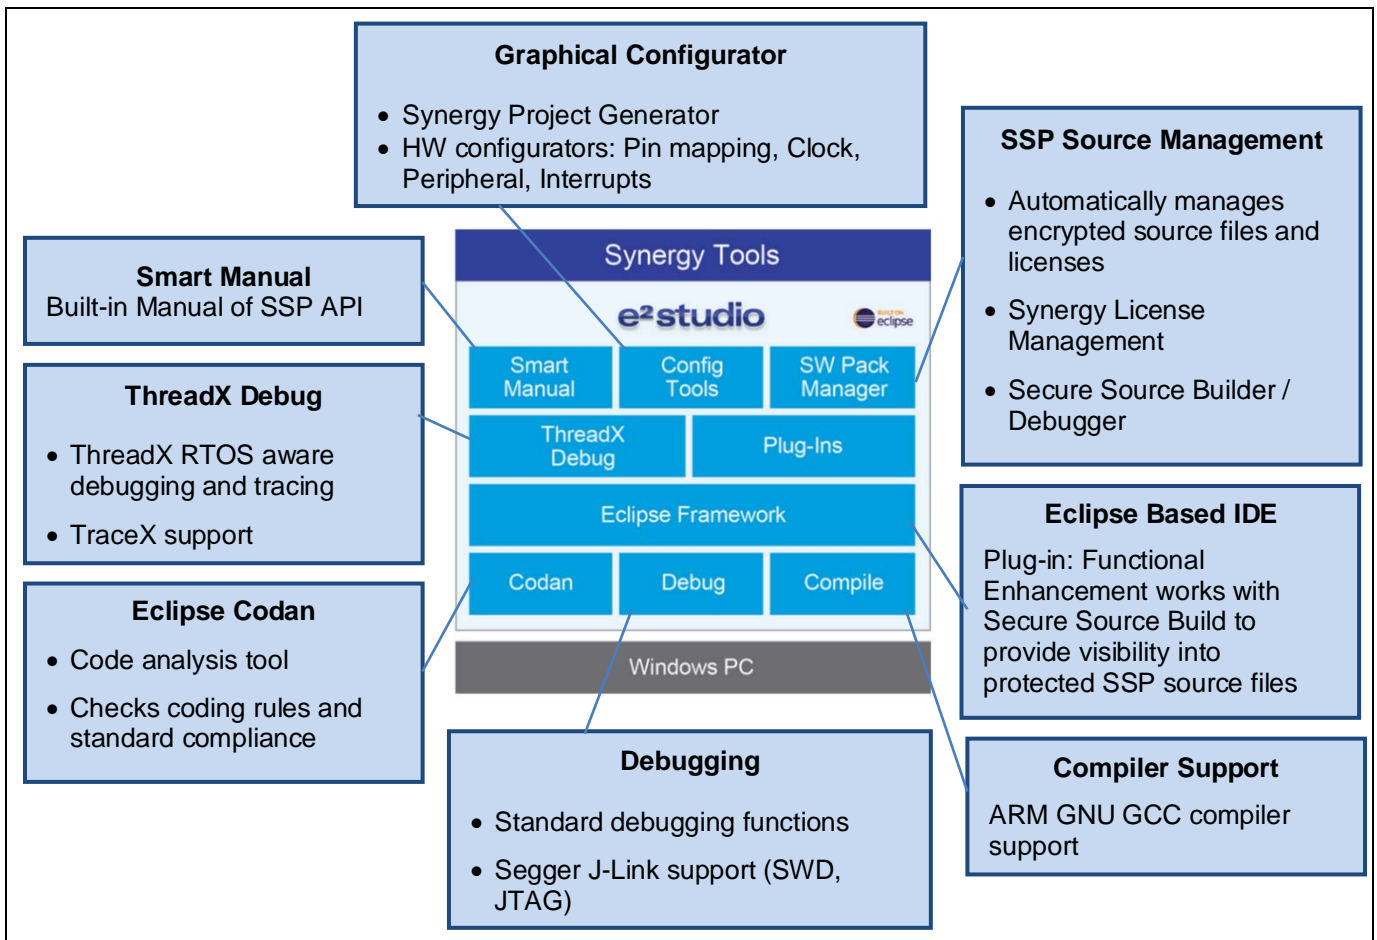 Graphical Configurator
• Synergy Project Generator
• HW configurators: Pin mapping, Clock,
Peripheral, Interrupts
SSP Source Management
• Automatically manages
encrypted source files and
licenses
• Synergy License
Management
• Secure Source Builder /
Debugger
Smart Manual
Built-in Manual of SSP API
ThreadX Debug
• ThreadX RTOS aware
debugging and tracing
• TraceX support
Eclipse Codan
• Code analysis tool
• Checks coding rules and
standard compliance
Synergy Tools
e² studio
BUILT ON
eclipse
Smart
Manual
Config
Tools
SW Pack
Manager
ThreadX
Debug
Plug-Ins
Eclipse Framework
Codan
Debug
Compile
Windows PC
Eclipse Based IDE
Plug-in: Functional
Enhancement works with
Secure Source Build to
provide visibility into
protected SSP source files
Debugging
• Standard debugging functions
• Segger J-Link support (SWD,
JTAG)
Compiler Support
ARM GNU GCC compiler
support